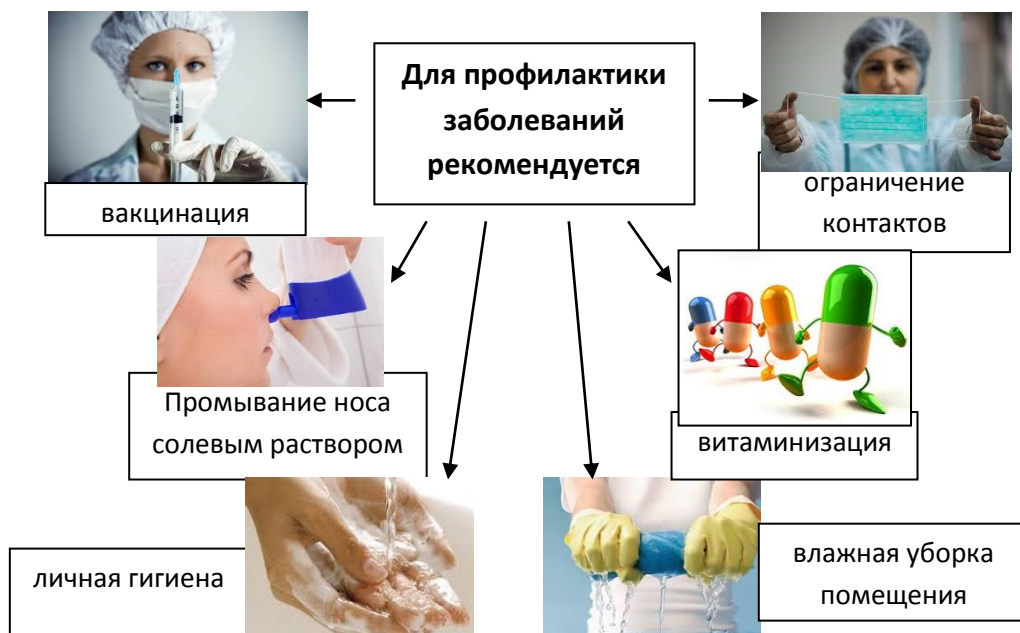 Для профилактики
заболеваний
рекомендуется
вакцинация
ограничение
контактов
Промывание носа
солевым раствором
витаминизация
личная гигиена
влажная уборка
помещения